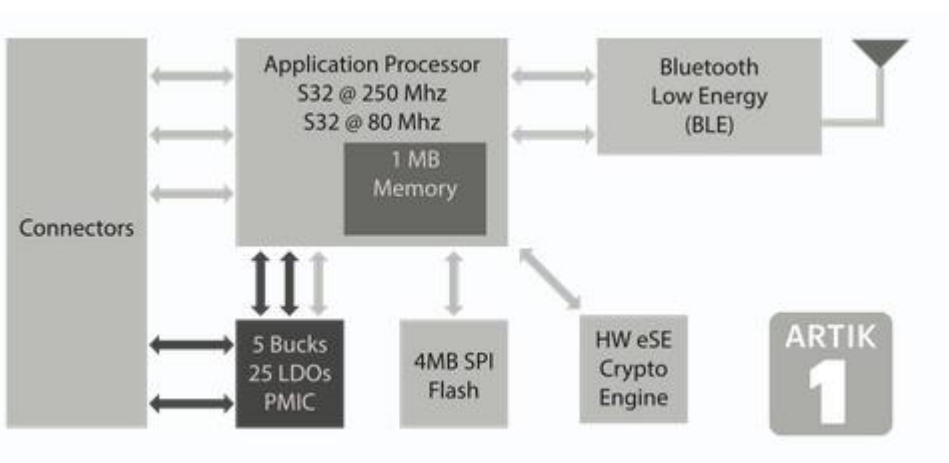 Connectors
Application Processor
S32 @ 250 Mhz
S32 @ 80 Mhz
1 MB
Memory
Bluetooth
Low Energy
(BLE)
5 Bucks
25 LDOs
PMIC
4MB SPI
Flash
HW eSE
Crypto
Engine
ARTIK
1